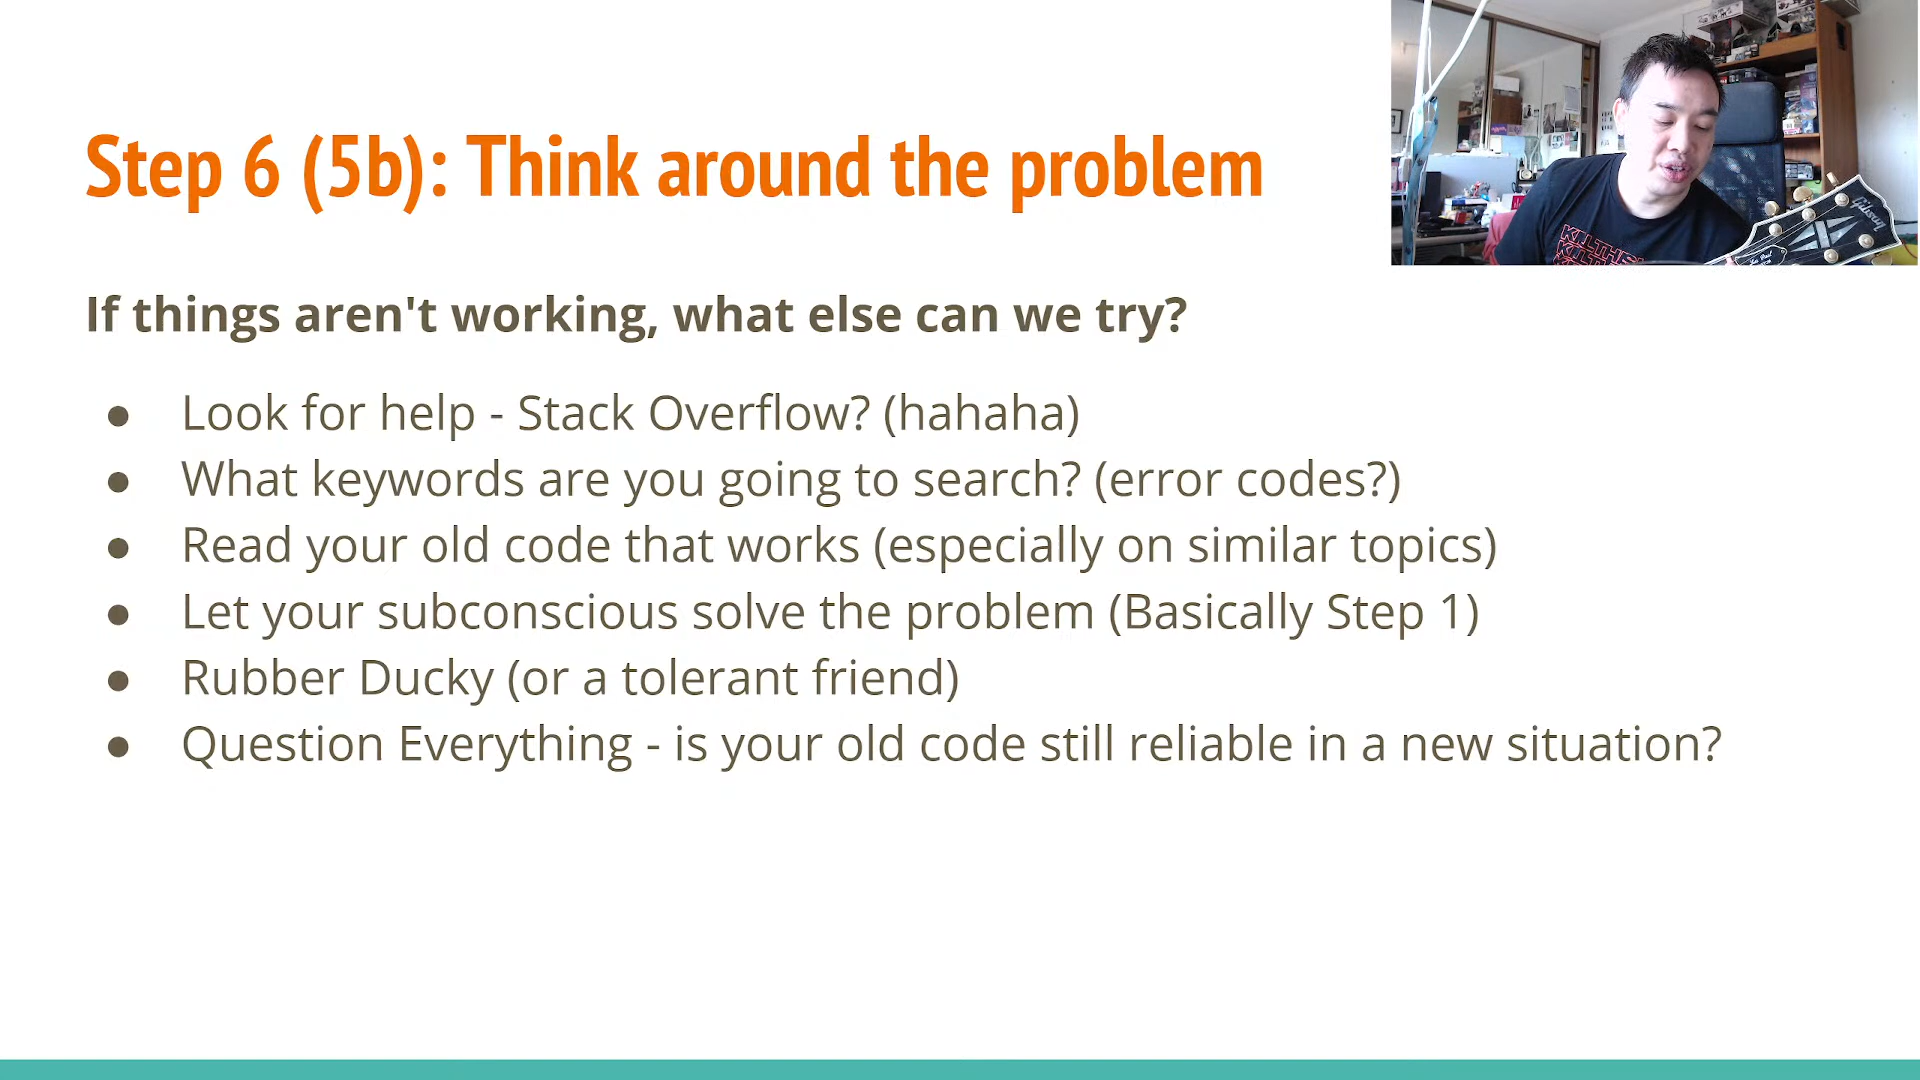 Step 6 (5b): Think around the problem
If things aren't working, what else can we try?
● Look for help - Stack Overflow? (hahaha)
● What keywords are you going to search? (error codes?)
● Read your old code that works (especially on similar topics)
● Let your subconscious solve the problem (Basically Step 1)
● Rubber Ducky (or a tolerant friend)
● Question Everything - is your old code still reliable in a new situation?
Gibson